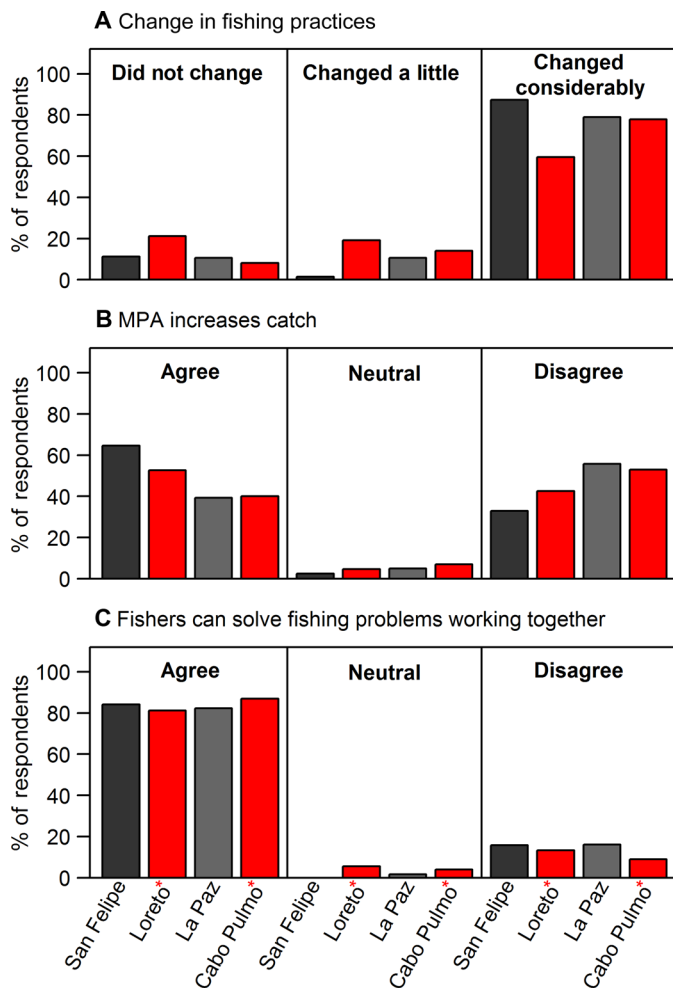 A Change in fishing practices
% of respondents
100
80
60
40
20
0
Did not change
Changed a little
Changed
considerably
B MPA increases catch
% of respondents
100
80
60
40
20
0
Agree
Neutral
Disagree
C Fishers can solve fishing problems working together
% of respondents
100
80
60
40
20
0
Agree
Neutral
Disagree
San Felipe
Loreto*
La Paz
Cabo Pulmo*
San Felipe
Loreto*
La Paz
Cabo Pulmo*
San Felipe
Loreto*
La Paz
Cabo Pulmo*